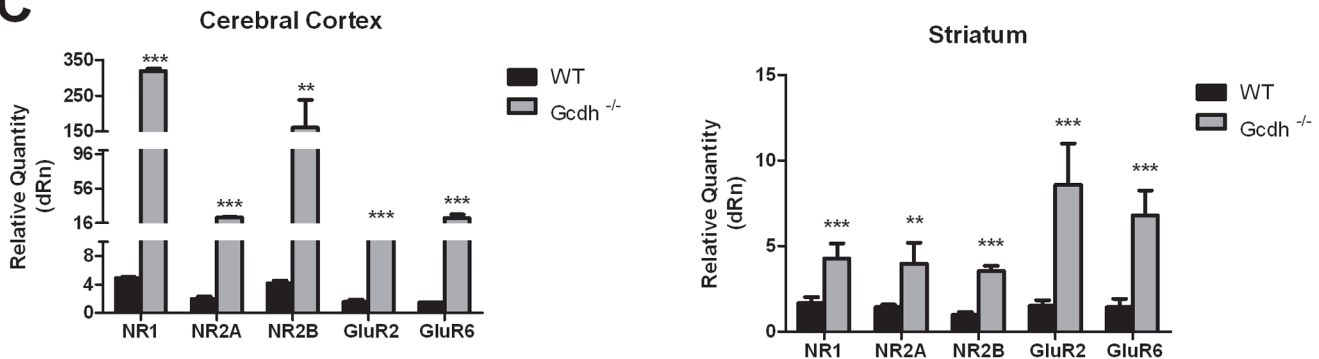 C
Cerebral Cortex
Relative Quantity
(dRn)
350
250
150
96
56
16
8
4
0
***
***
**
***
***
NR1 NR2A NR2B GluR2 GluR6
WT
Gcdh -/-
Striatum
Relative Quantity
(dRn)
15
10
5
0
***
**
***
***
***
NR1 NR2A NR2B GluR2 GluR6
WT
Gcdh -/-